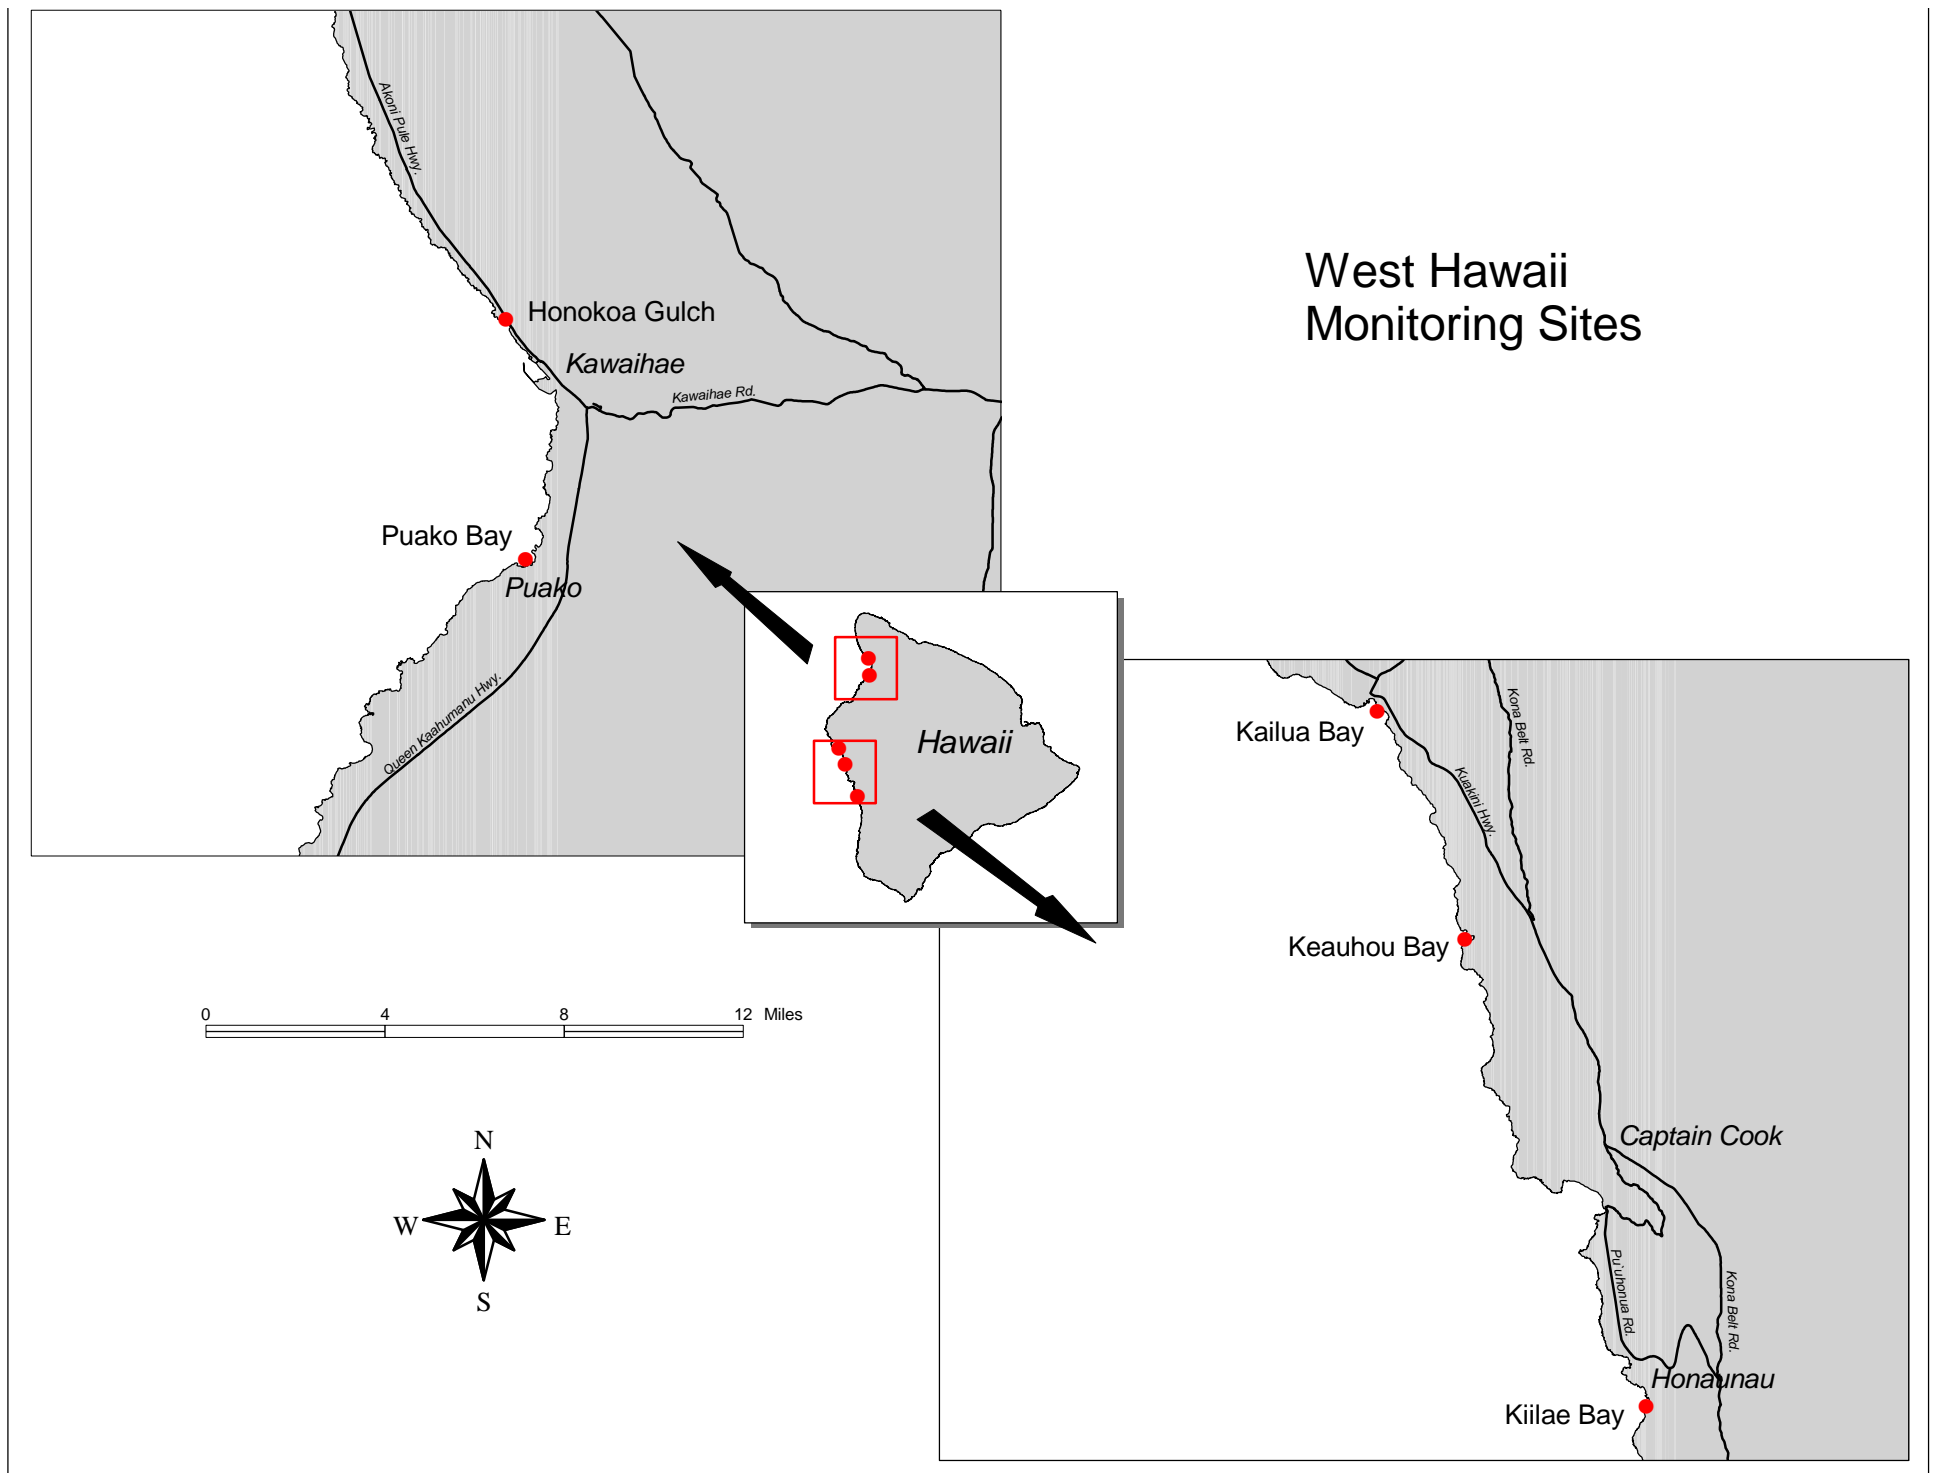 West Hawaii
Monitoring Sites
Akoni Pule Hwy.
Honokoa Gulch
Kawaihae
Kawaihae Rd.
Puako Bay
Puako
Queen Kaahumanu Hwy.
Hawaii
Kailua Bay
Kona Belt Rd.
Kuakini Hwy.
Keauhou Bay
Captain Cook
Pu'uhonua Rd.
Kona Belt Rd.
Honaunau
Kiilae Bay
0 4 8 12 Miles
N
W E
S